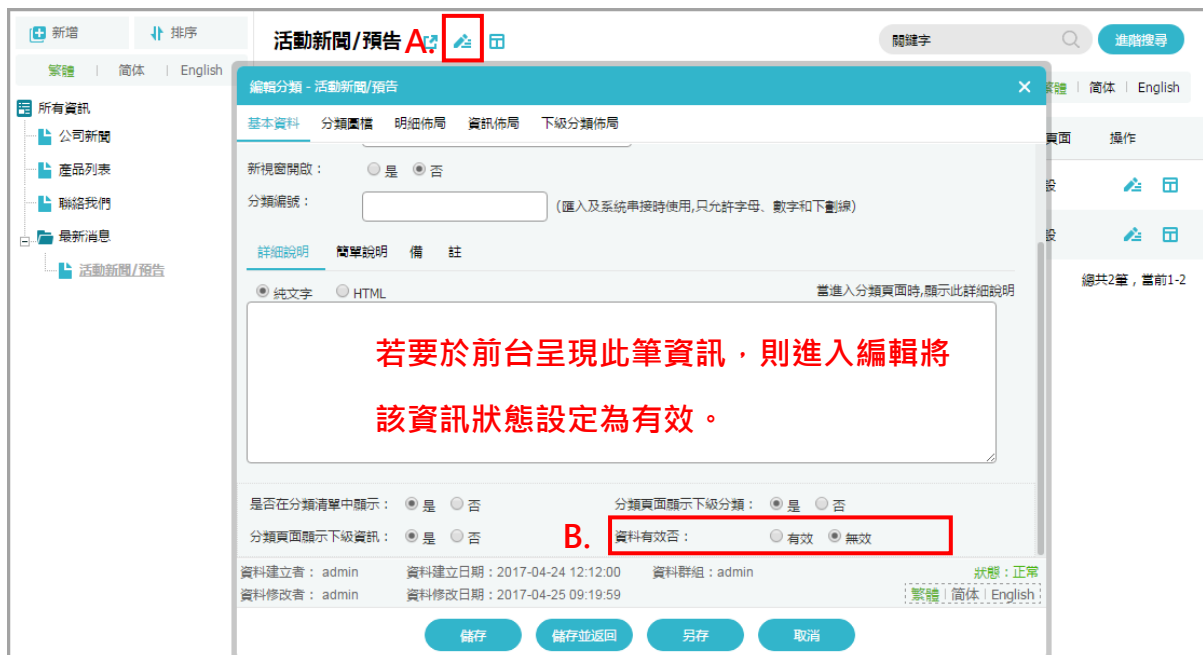 新增 排序
繁體 | 简体 | English
所有資訊
公司新聞
產品列表
聯絡我們
最新消息
活動新聞/預告
活動新聞/預告 A.
關鍵字 進階搜尋
繁體 | 简体 | English
頁面 操作
設
設
總共2筆，當前1-2
編輯分類 - 活動新聞/預告
基本資料 分類圖檔 明細佈局 資訊佈局 下級分類佈局
新視窗開啟： 是 否
分類編號： (匯入及系統串接時使用,只允許字母、數字和下劃線)
詳細說明 簡單說明 備 註
純文字 HTML 當進入分類頁面時,顯示此詳細說明
若要於前台呈現此筆資訊，則進入編輯將
該資訊狀態設定為有效。
是否在分類清單中顯示： 是 否 分類頁面顯示下級分類： 是 否
分類頁面顯示下級資訊： 是 否 B. 資料有效否： 有效 無效
資料建立者： admin 資料建立日期：2017-04-24 12:12:00 資料群組：admin 狀態：正常
資料修改者： admin 資料修改日期：2017-04-25 09:19:59 繁體 | 简体 | English
儲存 儲存並返回 另存 取消